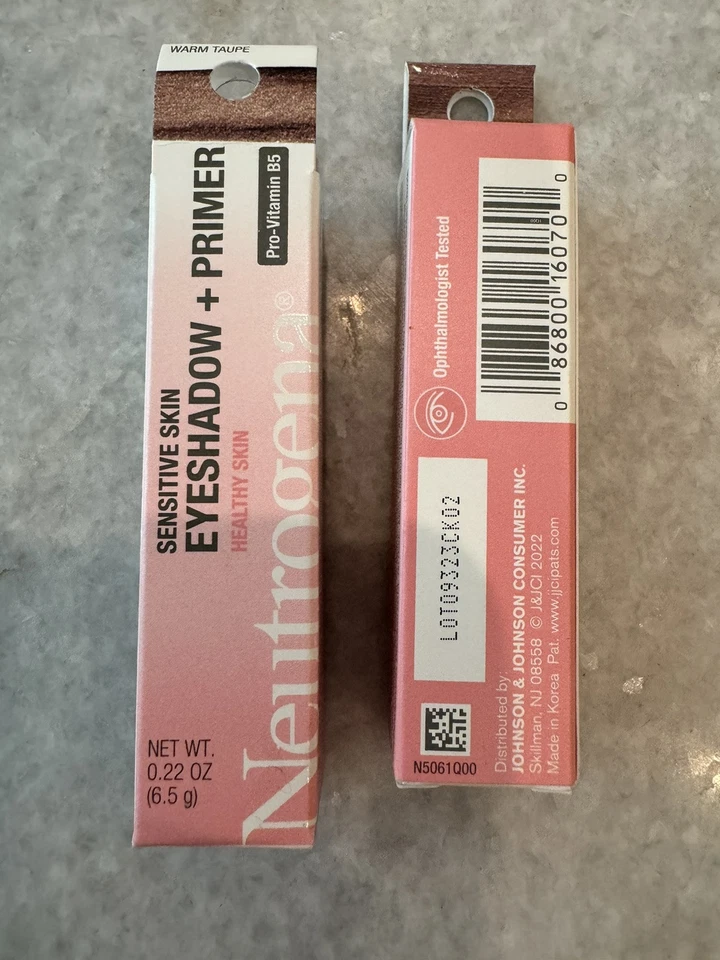 WARM TAUPE
Pro-Vitamin B5
SENSITIVE SKIN
EYESHADOW + PRIMER
HEALTHY SKIN
Neutrogena®
NET WT.
0.22 OZ
(6.5 g)
Ophthalmologist Tested
0 86800 16070 0
LOT09323CK02
N5061Q00
Distributed by:
JOHNSON & JOHNSON CONSUMER INC.
Skillman, NJ 08558 © J&JCI 2022
Made in Korea Pat. www.jjcipats.com